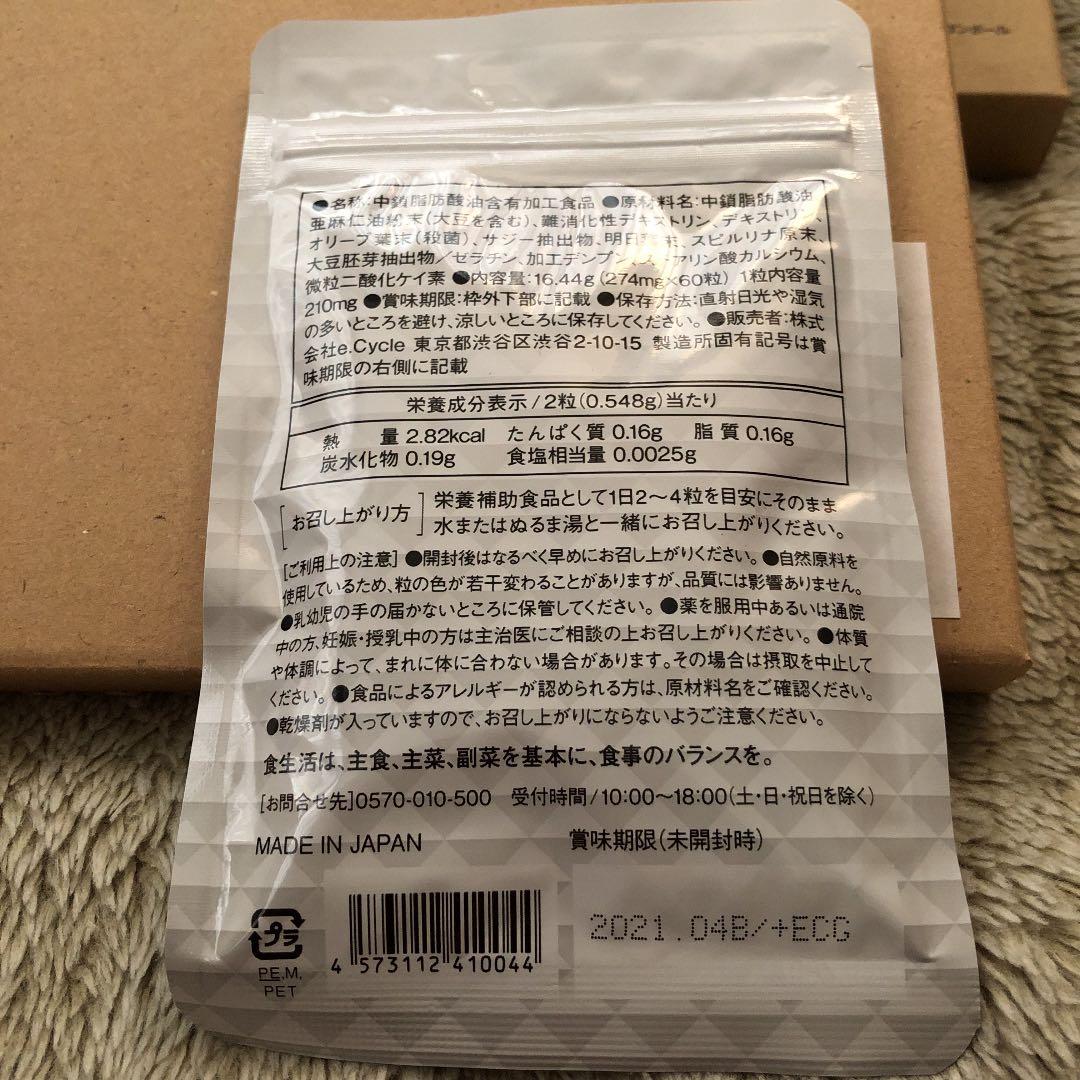 ダンボール
●名称:中鎖脂肪酸油含有加工食品 ●原材料名:中鎖脂肪酸油
亜麻仁油粉末(大豆を含む)、難消化性デキストリン、デキストリン、
オリーブ葉末(殺菌)、サジー抽出物、明日葉末、スピルリナ原末、
大豆胚芽抽出物/ゼラチン、加工デンプン、ステアリン酸カルシウム、
微粒二酸化ケイ素 ●内容量:16.44g(274mg×60粒) 1粒内容量
210mg ●賞味期限:枠外下部に記載 ●保存方法:直射日光や湿気
の多いところを避け、涼しいところに保存してください。 ●販売者:株式
会社e.Cycle 東京都渋谷区渋谷2-10-15 製造所固有記号は賞
味期限の右側に記載
栄養成分表示/2粒(0.548g)当たり
熱 量 2.82kcal たんぱく質 0.16g 脂 質 0.16g
炭水化物 0.19g 食塩相当量 0.0025g
[お召し上がり方] 栄養補助食品として1日2～4粒を目安にそのまま
水またはぬるま湯と一緒にお召し上がりください。
[ご利用上の注意] ●開封後はなるべく早めにお召し上がりください。 ●自然原料を
使用しているため、粒の色が若干変わることがありますが、品質には影響ありません。
●乳幼児の手の届かないところに保管してください。 ●薬を服用中あるいは通院
中の方、妊娠・授乳中の方は主治医にご相談の上お召し上がりください。 ●体質
や体調によって、まれに体に合わない場合があります。その場合は摂取を中止して
ください。 ●食品によるアレルギーが認められる方は、原材料名をご確認ください。
●乾燥剤が入っていますので、お召し上がりにならないようご注意ください。
食生活は、主食、主菜、副菜を基本に、食事のバランスを。
[お問合せ先]0570-010-500 受付時間/10:00～18:00(土・日・祝日を除く)
MADE IN JAPAN 賞味期限(未開封時)
2021.04B/+ECG
プラ
PE,M,
PET
4 573112 410044